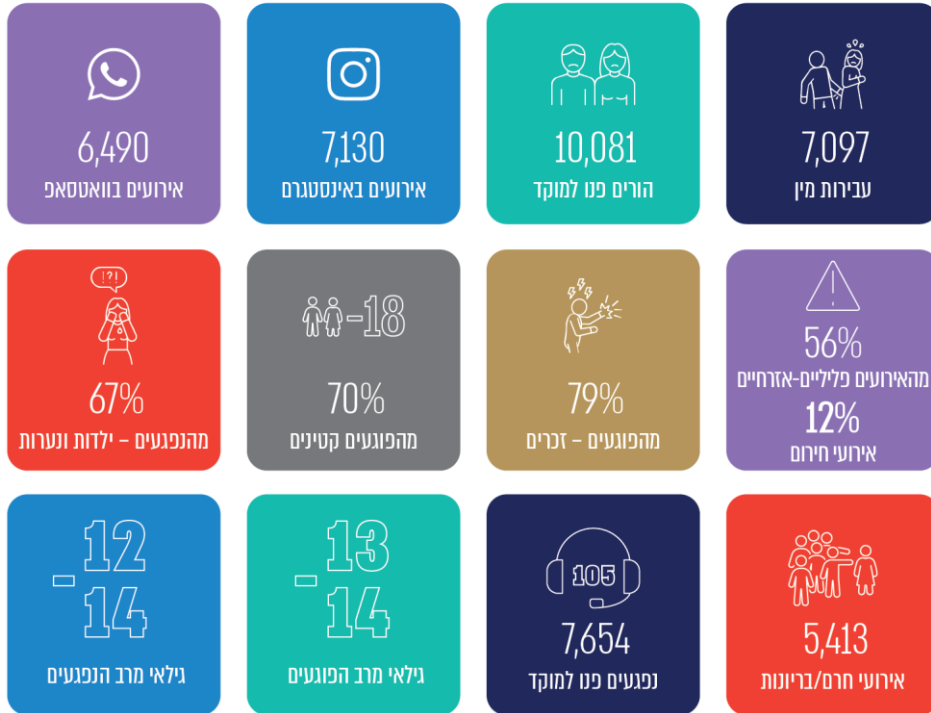 7,097
עבירות מין
10,081
הורים פנו למוקד
7,130
אירועים באינסטגרם
6,490
אירועים בוואטסאפ
56%
מהאירועים פליליים-אזרחיים
12%
אירועי חירום
79%
מהפוגעים – זכרים
-18
70%
מהפוגעים קטינים
!?!
67%
מהנפגעים – ילדות ונערות
5,413
אירועי חרם/בריונות
105
7,654
נפגעים פנו למוקד
13
-
14
גילאי מרב הפוגעים
12
-
14
גילאי מרב הנפגעים